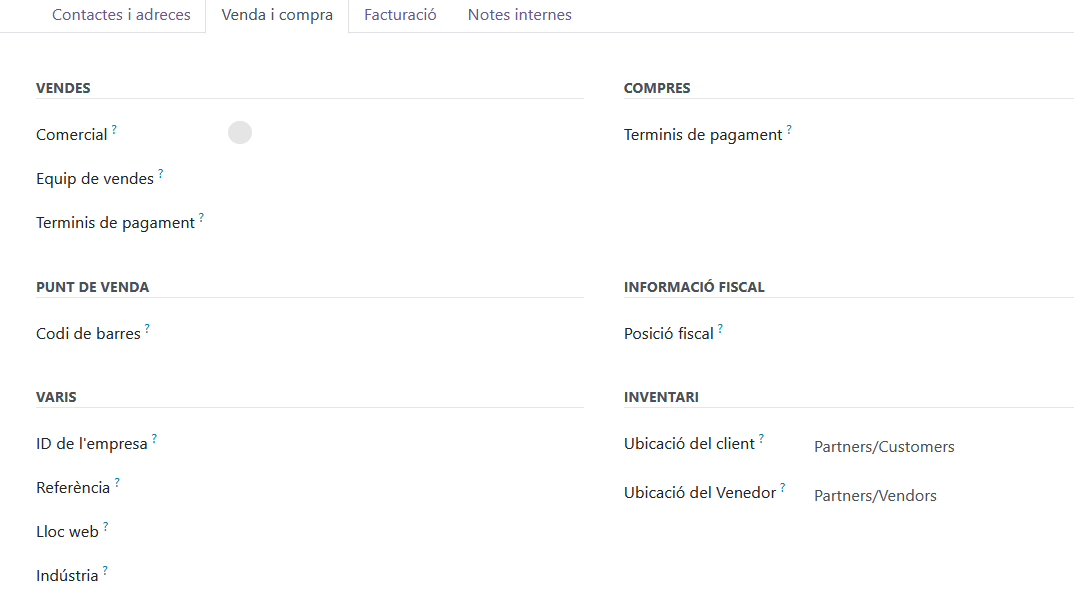 Contactes i adreces
Venda i compra
Facturació
Notes internes
VENDES
Comercial ?
Equip de vendes ?
Terminis de pagament ?
COMPRES
Terminis de pagament ?
PUNT DE VENDA
Codi de barres ?
INFORMACIÓ FISCAL
Posició fiscal ?
VARIS
ID de l'empresa ?
Referència ?
Lloc web ?
Indústria ?
INVENTARI
Ubicació del client ? Partners/Customers
Ubicació del Venedor ? Partners/Vendors